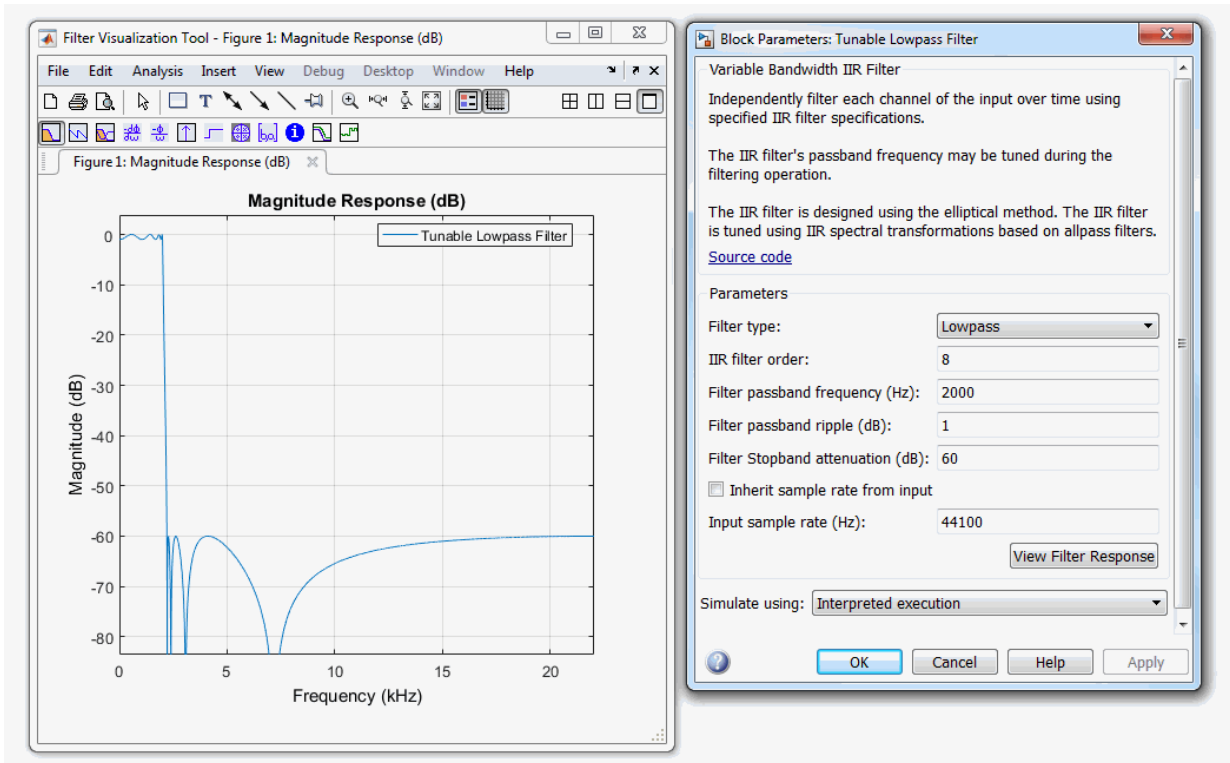 Filter Visualization Tool - Figure 1: Magnitude Response (dB)
File Edit Analysis Insert View Debug Desktop Window Help
Figure 1: Magnitude Response (dB)
Magnitude Response (dB)
Tunable Lowpass Filter
0
-10
-20
-30
-40
-50
-60
-70
-80
Magnitude (dB)
0 5 10 15 20
Frequency (kHz)
Block Parameters: Tunable Lowpass Filter
Variable Bandwidth IIR Filter
Independently filter each channel of the input over time using
specified IIR filter specifications.
The IIR filter's passband frequency may be tuned during the
filtering operation.
The IIR filter is designed using the elliptical method. The IIR filter
is tuned using IIR spectral transformations based on allpass filters.
Source code
Parameters
Filter type: Lowpass
IIR filter order: 8
Filter passband frequency (Hz): 2000
Filter passband ripple (dB): 1
Filter Stopband attenuation (dB): 60
Inherit sample rate from input
Input sample rate (Hz): 44100
View Filter Response
Simulate using: Interpreted execution
OK Cancel Help Apply